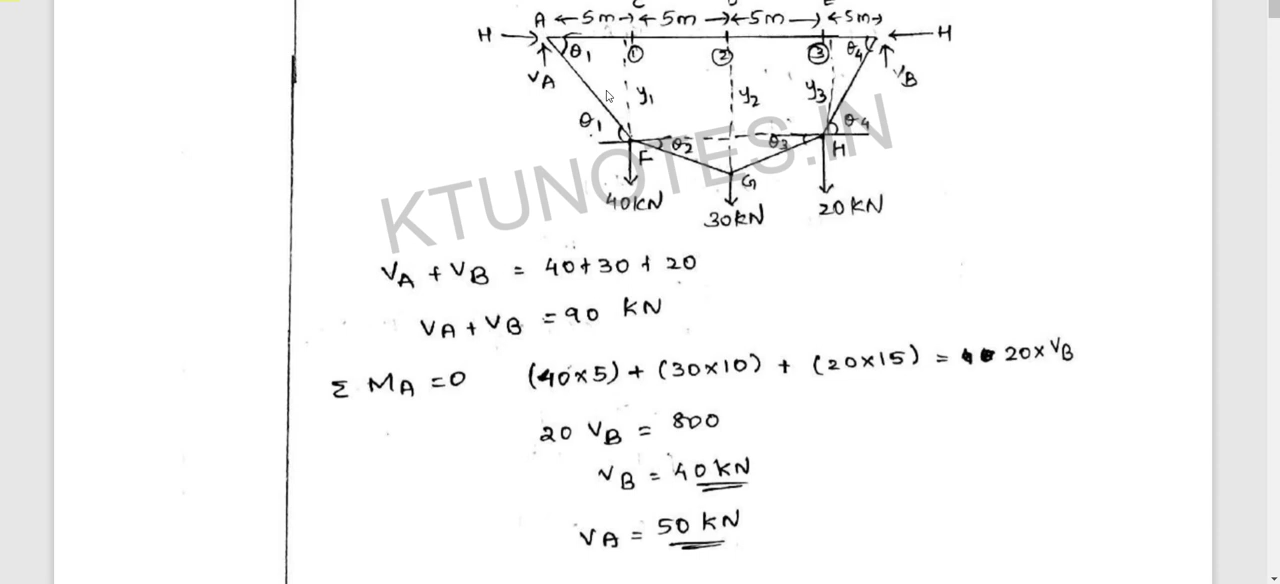 A ←5m→ ←5m→ ←5m→ ←5m→
H → ← H
θ1 ① ② ③ θ4
VA VB
y1 y2 y3
θ1 θ2 θ3 θ4
F G H
40KN 30KN 20KN
KTUNOTES.IN
VA + VB = 40+30+20
VA + VB = 90 KN
Σ MA = 0 (40×5) + (30×10) + (20×15) = 20×VB
20 VB = 800
VB = 40KN
VA = 50 KN